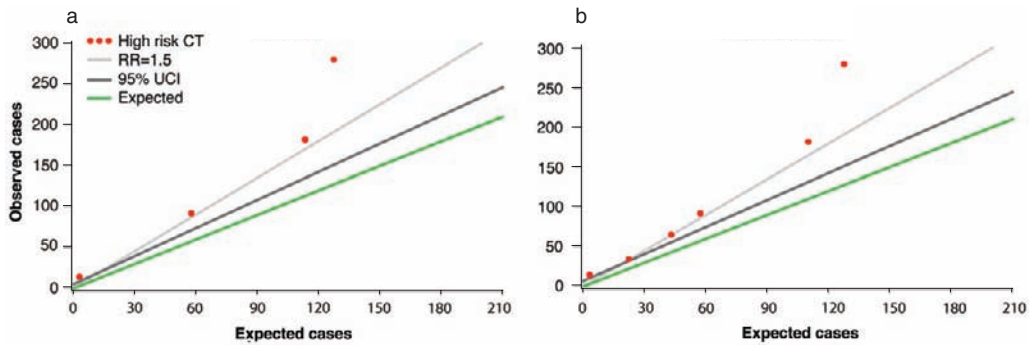 a
High risk CT
RR=1.5
95% UCI
Expected
300
250
200
150
100
50
0
Observed cases
0 30 60 90 120 150 180 210
Expected cases
b
300
250
200
150
100
50
0
0 30 60 90 120 150 180 210
Expected cases